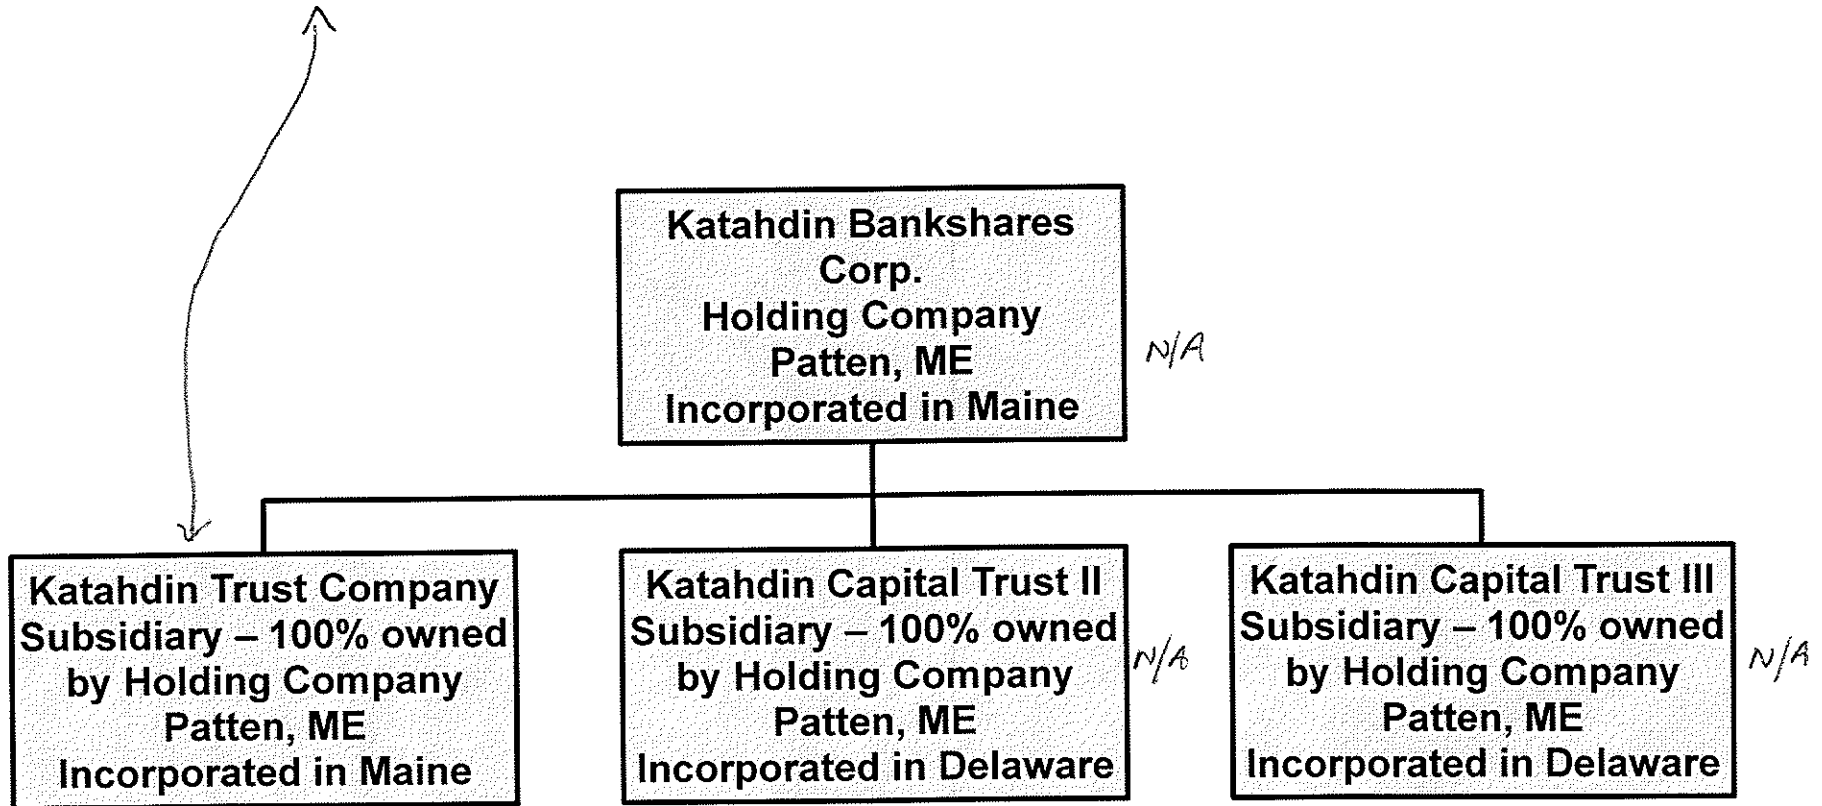 Katahdin Bankshares
Corp.
Holding Company
Patten, ME
Incorporated in Maine
N/A
Katahdin Trust Company
Subsidiary – 100% owned
by Holding Company
Patten, ME
Incorporated in Maine
Katahdin Capital Trust II
Subsidiary – 100% owned
by Holding Company
Patten, ME
Incorporated in Delaware
N/A
Katahdin Capital Trust III
Subsidiary – 100% owned
by Holding Company
Patten, ME
Incorporated in Delaware
N/A